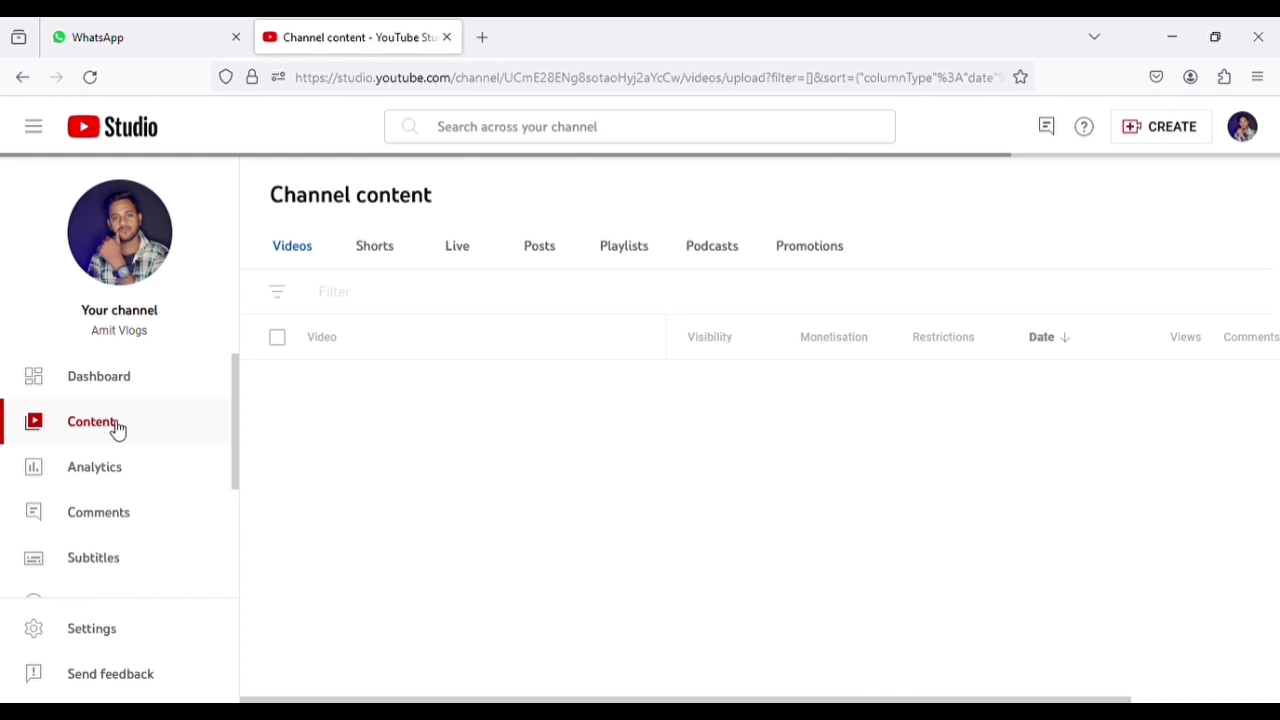 WhatsApp
Channel content - YouTube Stu
https://studio.youtube.com/channel/UCmE28ENg8sotaoHyj2aYcCw/videos/upload?filter=[]&sort={"columnType"%3A"date"%
Studio
Search across your channel
CREATE
Your channel
Amit Vlogs
Dashboard
Content
Analytics
Comments
Subtitles
Settings
Send feedback
Channel content
Videos Shorts Live Posts Playlists Podcasts Promotions
Filter
Video Visibility Monetisation Restrictions Date Views Comments